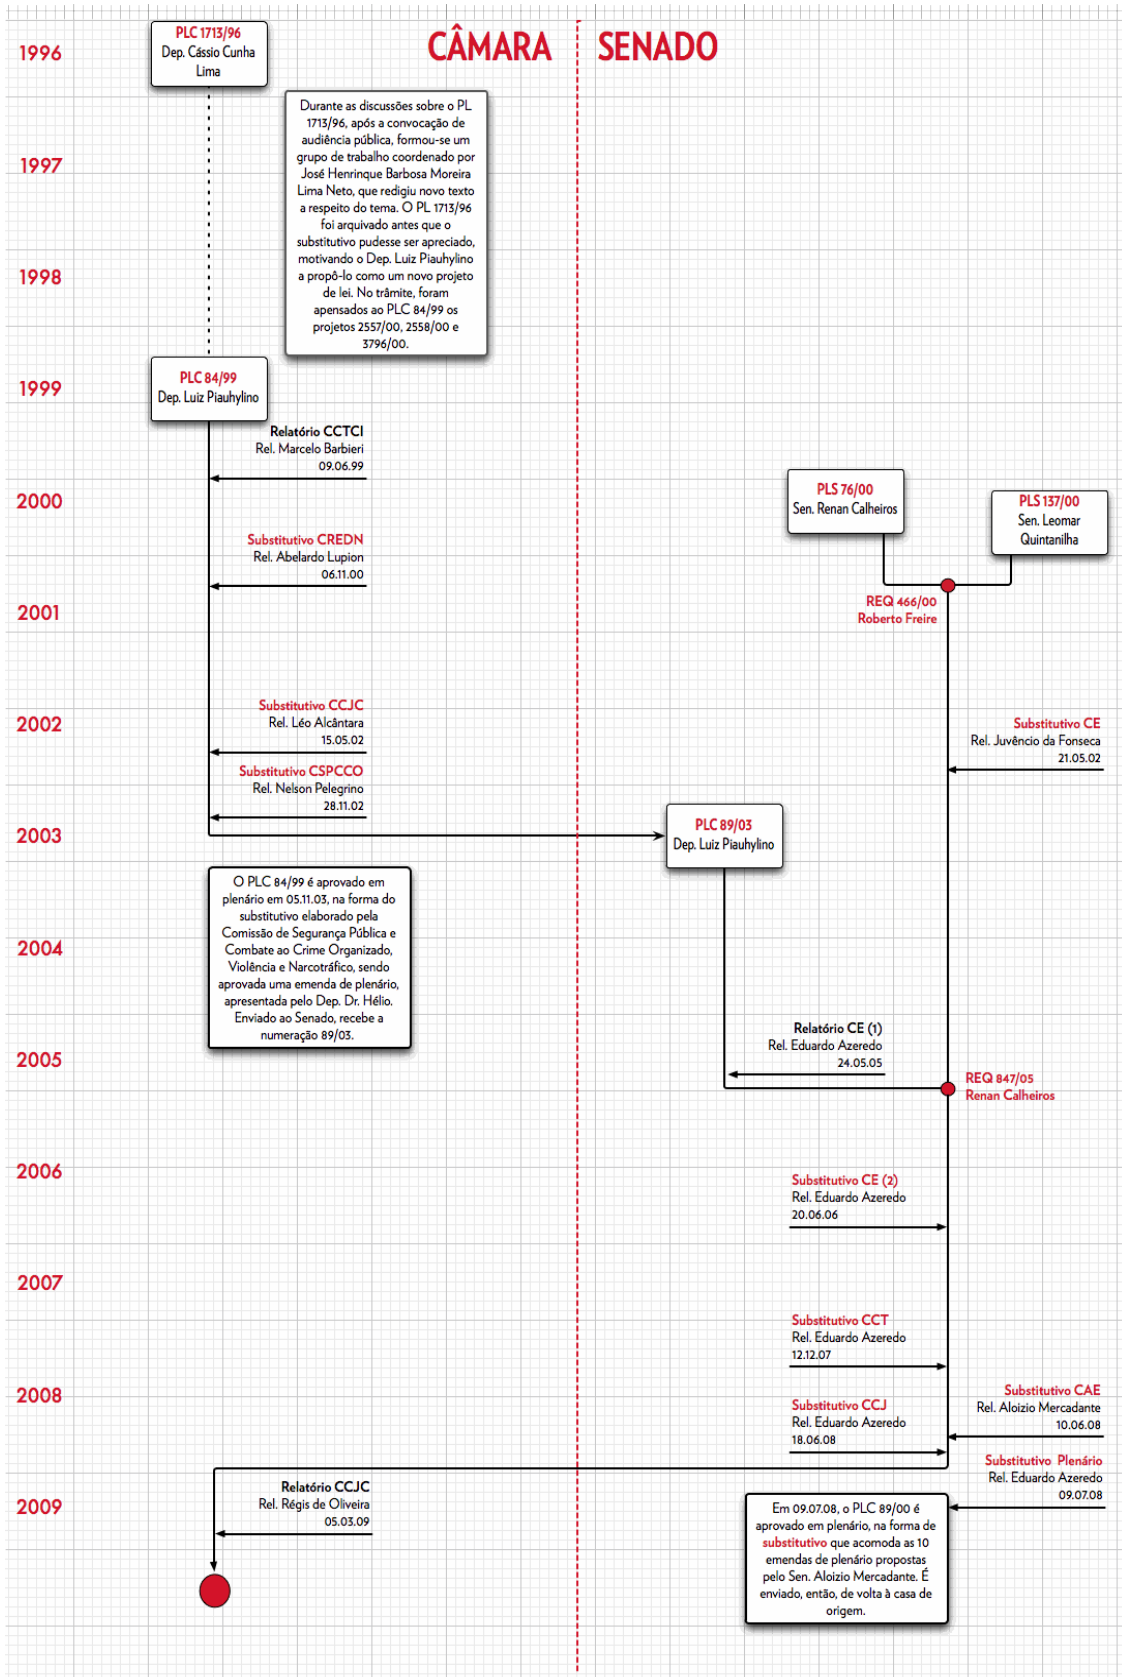 CÂMARA
SENADO
1996
PLC 1713/96
Dep. Cássio Cunha
Lima
Durante as discussões sobre o PL
1713/96, após a convocação de
audiência pública, formou-se um
grupo de trabalho coordenado por
José Henrinque Barbosa Moreira
Lima Neto, que redigiu novo texto
a respeito do tema. O PL 1713/96
foi arquivado antes que o
substitutivo pudesse ser apreciado,
motivando o Dep. Luiz Piauhylino
a propô-lo como um novo projeto
de lei. No trâmite, foram
apensados ao PLC 84/99 os
projetos 2557/00, 2558/00 e
3796/00.
1997
1998
1999
PLC 84/99
Dep. Luiz Piauhylino
Relatório CCTCI
Rel. Marcelo Barbieri
09.06.99
2000
PLS 76/00
Sen. Renan Calheiros
PLS 137/00
Sen. Leomar
Quintanilha
Substitutivo CREDN
Rel. Abelardo Lupion
06.11.00
REQ 466/00
Roberto Freire
2001
2002
Substitutivo CCJC
Rel. Léo Alcântara
15.05.02
Substitutivo CE
Rel. Juvêncio da Fonseca
21.05.02
Substitutivo CSPCCO
Rel. Nelson Pelegrino
28.11.02
2003
PLC 89/03
Dep. Luiz Piauhylino
O PLC 84/99 é aprovado em
plenário em 05.11.03, na forma do
substitutivo elaborado pela
Comissão de Segurança Pública e
Combate ao Crime Organizado,
Violência e Narcotráfico, sendo
aprovada uma emenda de plenário,
apresentada pelo Dep. Dr. Hélio.
Enviado ao Senado, recebe a
numeração 89/03.
2004
2005
Relatório CE (1)
Rel. Eduardo Azeredo
24.05.05
REQ 847/05
Renan Calheiros
2006
Substitutivo CE (2)
Rel. Eduardo Azeredo
20.06.06
2007
Substitutivo CCT
Rel. Eduardo Azeredo
12.12.07
2008
Substitutivo CCJ
Rel. Eduardo Azeredo
18.06.08
Substitutivo CAE
Rel. Aloizio Mercadante
10.06.08
Substitutivo Plenário
Rel. Eduardo Azeredo
09.07.08
2009
Relatório CCJC
Rel. Régis de Oliveira
05.03.09
Em 09.07.08, o PLC 89/00 é
aprovado em plenário, na forma de
substitutivo que acomoda as 10
emendas de plenário propostas
pelo Sen. Aloizio Mercadante. É
enviado, então, de volta à casa de
origem.